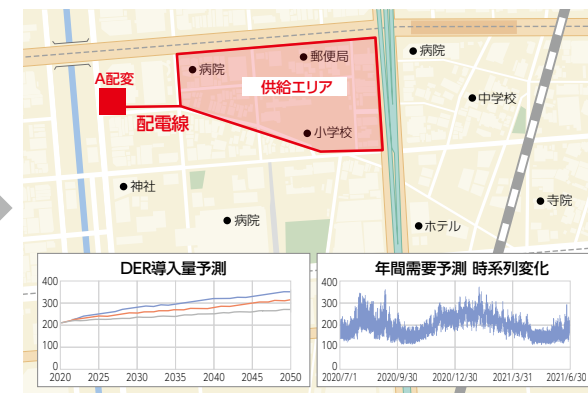 病院
郵便局
病院
A配変
供給エリア
中学校
配電線
小学校
神社
寺院
病院
ホテル
DER導入量予測
400
300
200
100
0
2020
2025
2030
2035
2040
2045
2050
年間需要予測 時系列変化
400
300
200
100
0
2020/7/1
2020/9/30
2020/12/30
2021/3/31
2021/6/30